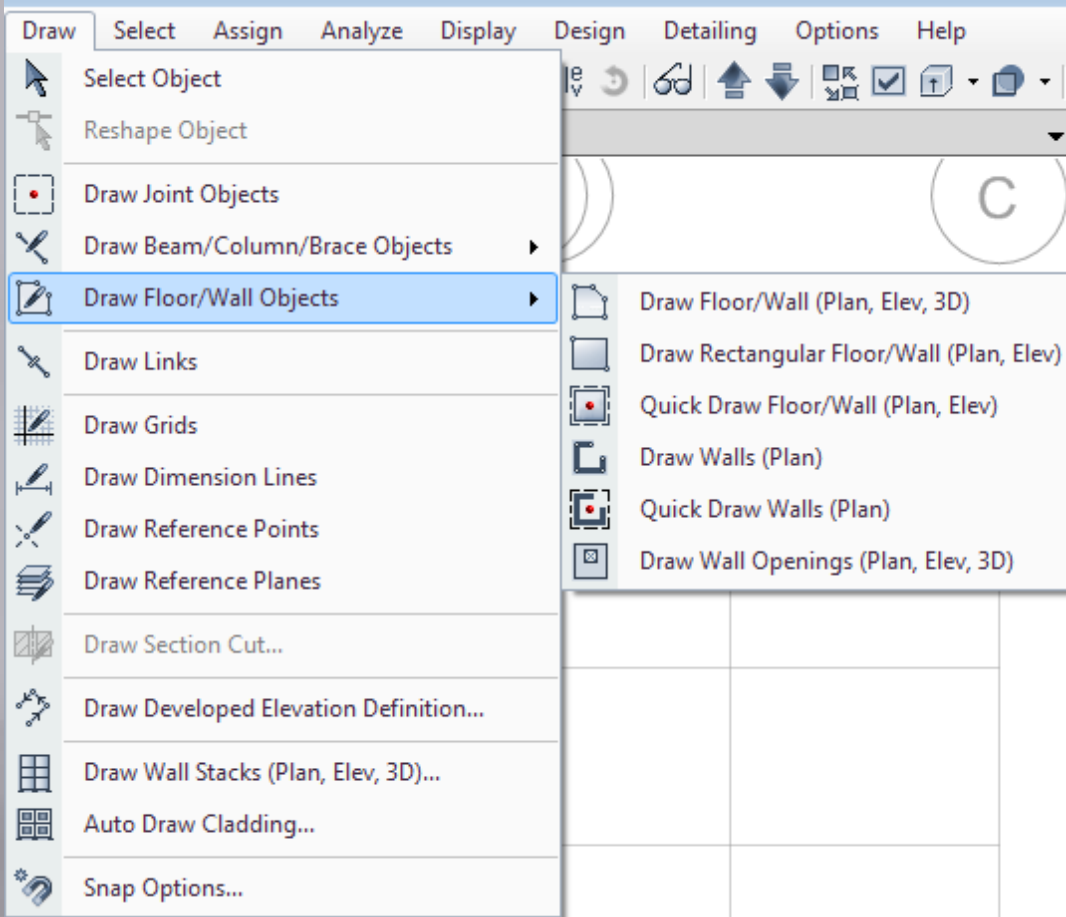 Draw Select Assign Analyze Display Design Detailing Options Help
Select Object
Reshape Object
Draw Joint Objects
Draw Beam/Column/Brace Objects
Draw Floor/Wall Objects
Draw Links
Draw Grids
Draw Dimension Lines
Draw Reference Points
Draw Reference Planes
Draw Section Cut...
Draw Developed Elevation Definition...
Draw Wall Stacks (Plan, Elev, 3D)...
Auto Draw Cladding...
Snap Options...
C
Draw Floor/Wall (Plan, Elev, 3D)
Draw Rectangular Floor/Wall (Plan, Elev)
Quick Draw Floor/Wall (Plan, Elev)
Draw Walls (Plan)
Quick Draw Walls (Plan)
Draw Wall Openings (Plan, Elev, 3D)